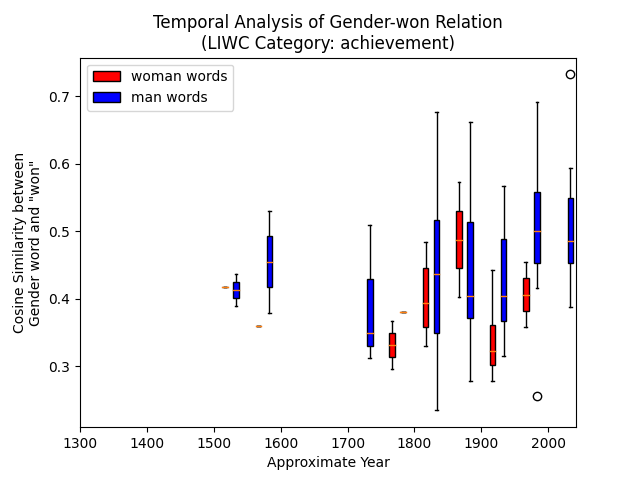 Temporal Analysis of Gender-won Relation
(LIWC Category: achievement)
woman words
man words
0.7
0.6
0.5
0.4
0.3
Cosine Similarity between
Gender word and "won"
1300 1400 1500 1600 1700 1800 1900 2000
Approximate Year